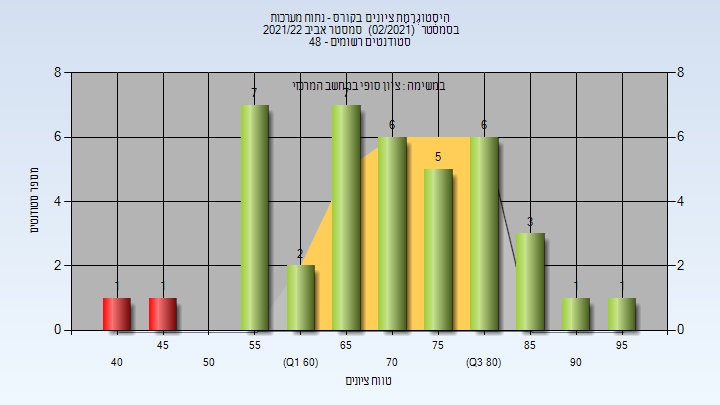 היסטוגרמת ציונים בקורס - נתוח מערכות
בסמסטר (02/2021) סמסטר אביב 2021/22
סטודנטים רשומים - 48
במשימה : ציון סופי במחשב המרכזי
מספר סטודנטים
8 8
6 6
4 4
2 2
0 0
1 1 7 2 7 6 5 6 3 1 1
40 45 50 55 (Q1 60) 65 70 75 (Q3 80) 85 90 95
טווח ציונים